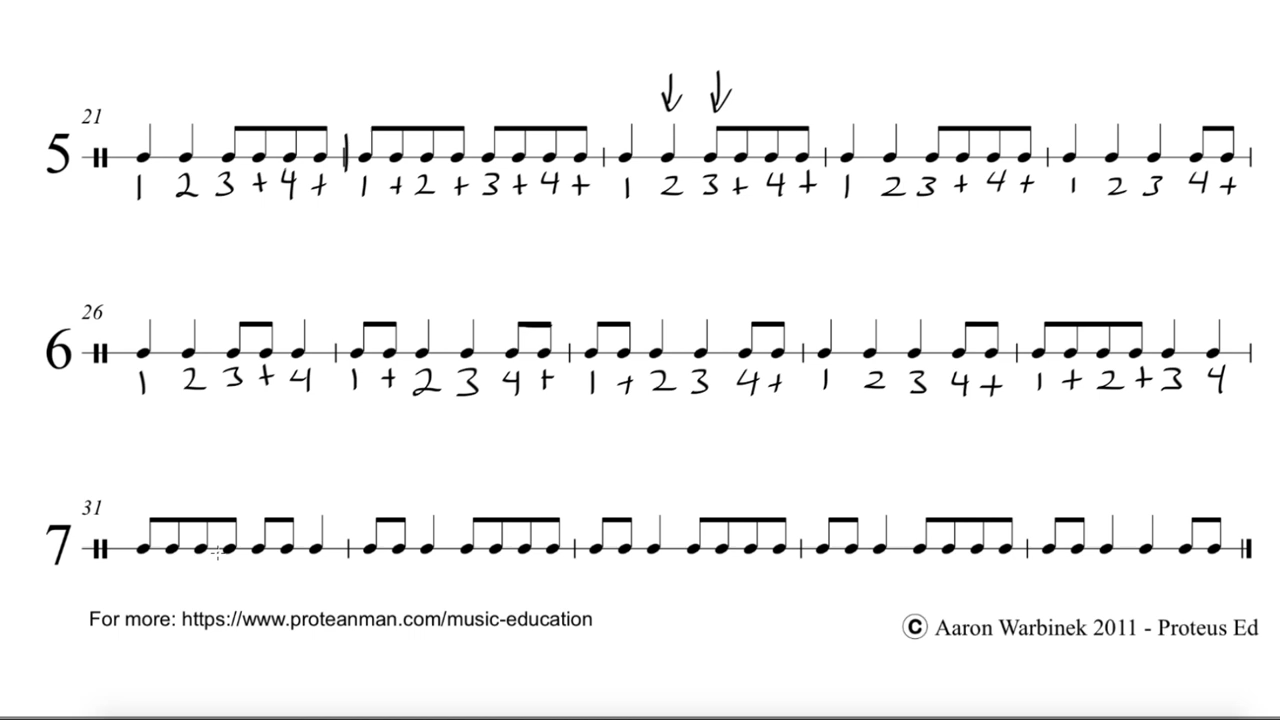 21
5
1 2 3 + 4 + 1 + 2 + 3 + 4 + 1 2 3 + 4 + 1 2 3 + 4 + 1 2 3 4 +
26
6
1 2 3 + 4 1 + 2 3 4 + 1 + 2 3 4 + 1 2 3 4 + 1 + 2 + 3 4
31
7
For more: https://www.proteanman.com/music-education
© Aaron Warbinek 2011 - Proteus Ed